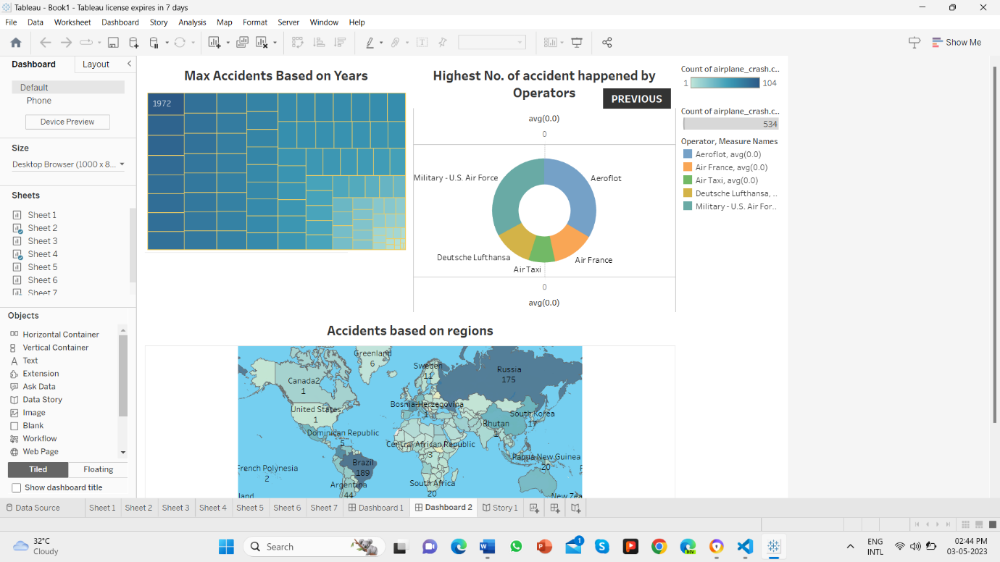 Tableau - Book1 - Tableau license expires in 7 days
File Data Worksheet Dashboard Story Analysis Map Format Server Window Help
Show Me
Dashboard Layout
Default
Phone
Device Preview
Size
Desktop Browser (1000 x 8...
Sheets
Sheet 1
Sheet 2
Sheet 3
Sheet 4
Sheet 5
Sheet 6
Sheet 7
Objects
Horizontal Container
Vertical Container
Text
Extension
Ask Data
Data Story
Image
Blank
Workflow
Web Page
Tiled Floating
Show dashboard title
Max Accidents Based on Years
1972
Highest No. of accident happened by
Operators
PREVIOUS
avg(0.0)
0
Military - U.S. Air Force
Aeroflot
Deutsche Lufthansa
Air France
Air Taxi
0
avg(0.0)
Count of airplane_crash.c..
1 104
Count of airplane_crash.c..
534
Operator, Measure Names
Aeroflot, avg(0.0)
Air France, avg(0.0)
Air Taxi, avg(0.0)
Deutsche Lufthansa, ..
Military - U.S. Air For..
Accidents based on regions
Greenland
6
Sweden
11
Russia
175
Canada2
1
United States
1
Bosnia-Herzegovina
1
South Korea
17
Bhutan
1
Dominican Republic
5
Central African Republic
3
Papua New Guinea
20
Brazil
189
French Polynesia
2
Argentina
44
South Africa
20
land
New Zea
Data Source Sheet 1 Sheet 2 Sheet 3 Sheet 4 Sheet 5 Sheet 6 Sheet 7 Dashboard 1 Dashboard 2 Story 1
32°C
Cloudy
Search
DEV
1
ENG
INTL
02:44 PM
03-05-2023